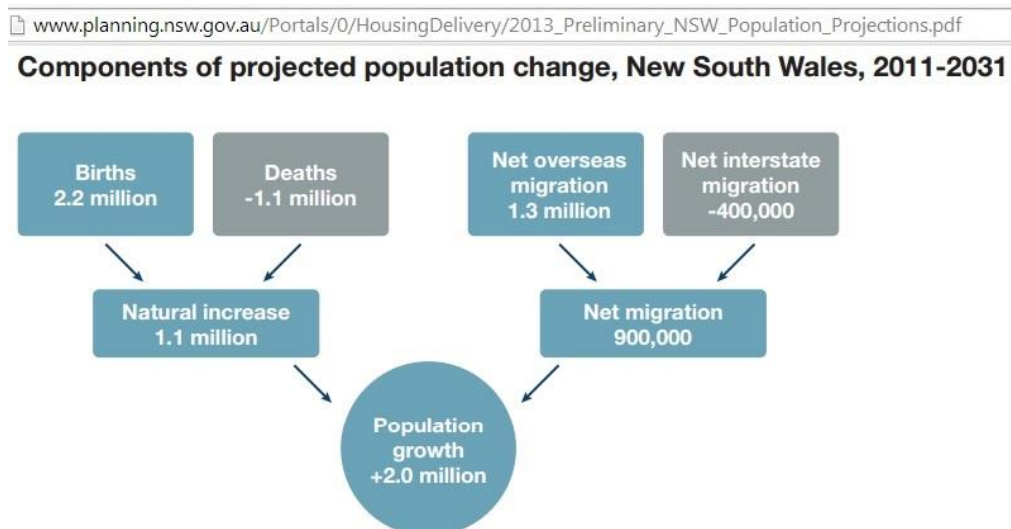 www.planning.nsw.gov.au/Portals/0/HousingDelivery/2013_Preliminary_NSW_Population_Projections.pdf
Components of projected population change, New South Wales, 2011-2031
Births
2.2 million
Deaths
-1.1 million
Net overseas
migration
1.3 million
Net interstate
migration
-400,000
Natural increase
1.1 million
Net migration
900,000
Population
growth
+2.0 million